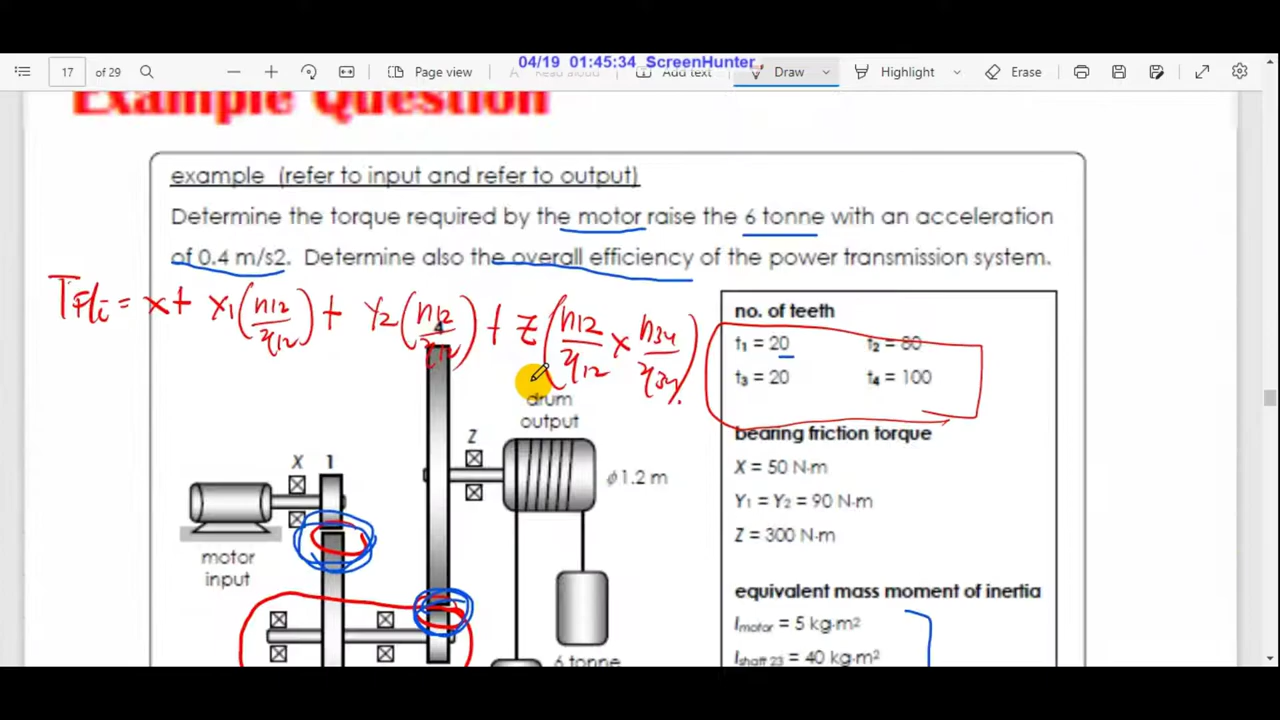 04/19 01:45:34 ScreenHunter
17 of 29 Page view Read aloud Add text Draw Highlight Erase
Example Question
example (refer to input and refer to output)
Determine the torque required by the motor raise the 6 tonne with an acceleration
of 0.4 m/s2. Determine also the overall efficiency of the power transmission system.
TF/i = X + Y1(n12/η12) + Y2(n12/η12) + Z(n12/η12 × n34/η34)
no. of teeth
t1 = 20 t2 = 80
t3 = 20 t4 = 100
4
drum
output
bearing friction torque
Z
X 1
X = 50 N·m
ϕ1.2 m
Y1 = Y2 = 90 N·m
Z = 300 N·m
motor
input
equivalent mass moment of inertia
Imotor = 5 kg·m2
Ishaft 23 = 40 kg·m2
6 tonne